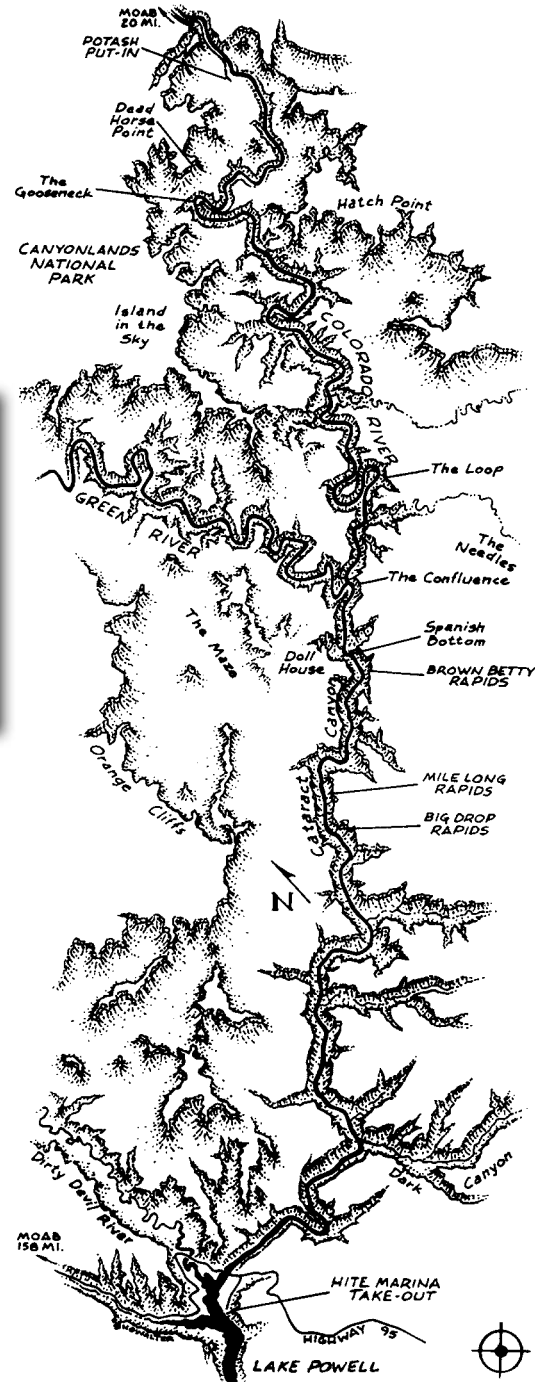 MOAB
20 MI.
POTASH
PUT-IN
Dead
Horse
Point
The
Gooseneck
Hatch Point
CANYONLANDS
NATIONAL
PARK
Island
in the
Sky
COLORADO RIVER
The Loop
GREEN RIVER
The
Needles
The Confluence
The Maze
Spanish
Bottom
Doll
House
BROWN BETTY
RAPIDS
Orange Cliffs
Cataract Canyon
MILE LONG
RAPIDS
BIG DROP
RAPIDS
N
Dark Canyon
Dirty Devil River
MOAB
158 MI.
HITE MARINA
TAKE-OUT
HIGHWAY 95
LAKE POWELL